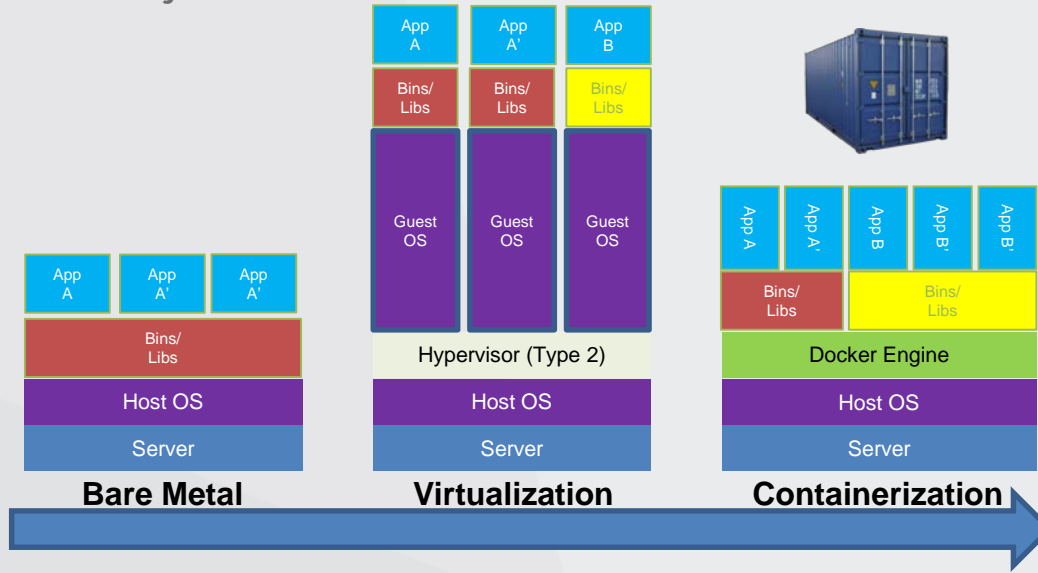 App
A
App
A'
App
A'
Bins/
Libs
Host OS
Server
Bare Metal
App
A
App
A'
App
B
Bins/
Libs
Bins/
Libs
Bins/
Libs
Guest
OS
Guest
OS
Guest
OS
Hypervisor (Type 2)
Host OS
Server
Virtualization
App A
App A'
App B
App B'
App B'
Bins/
Libs
Bins/
Libs
Docker Engine
Host OS
Server
Containerization